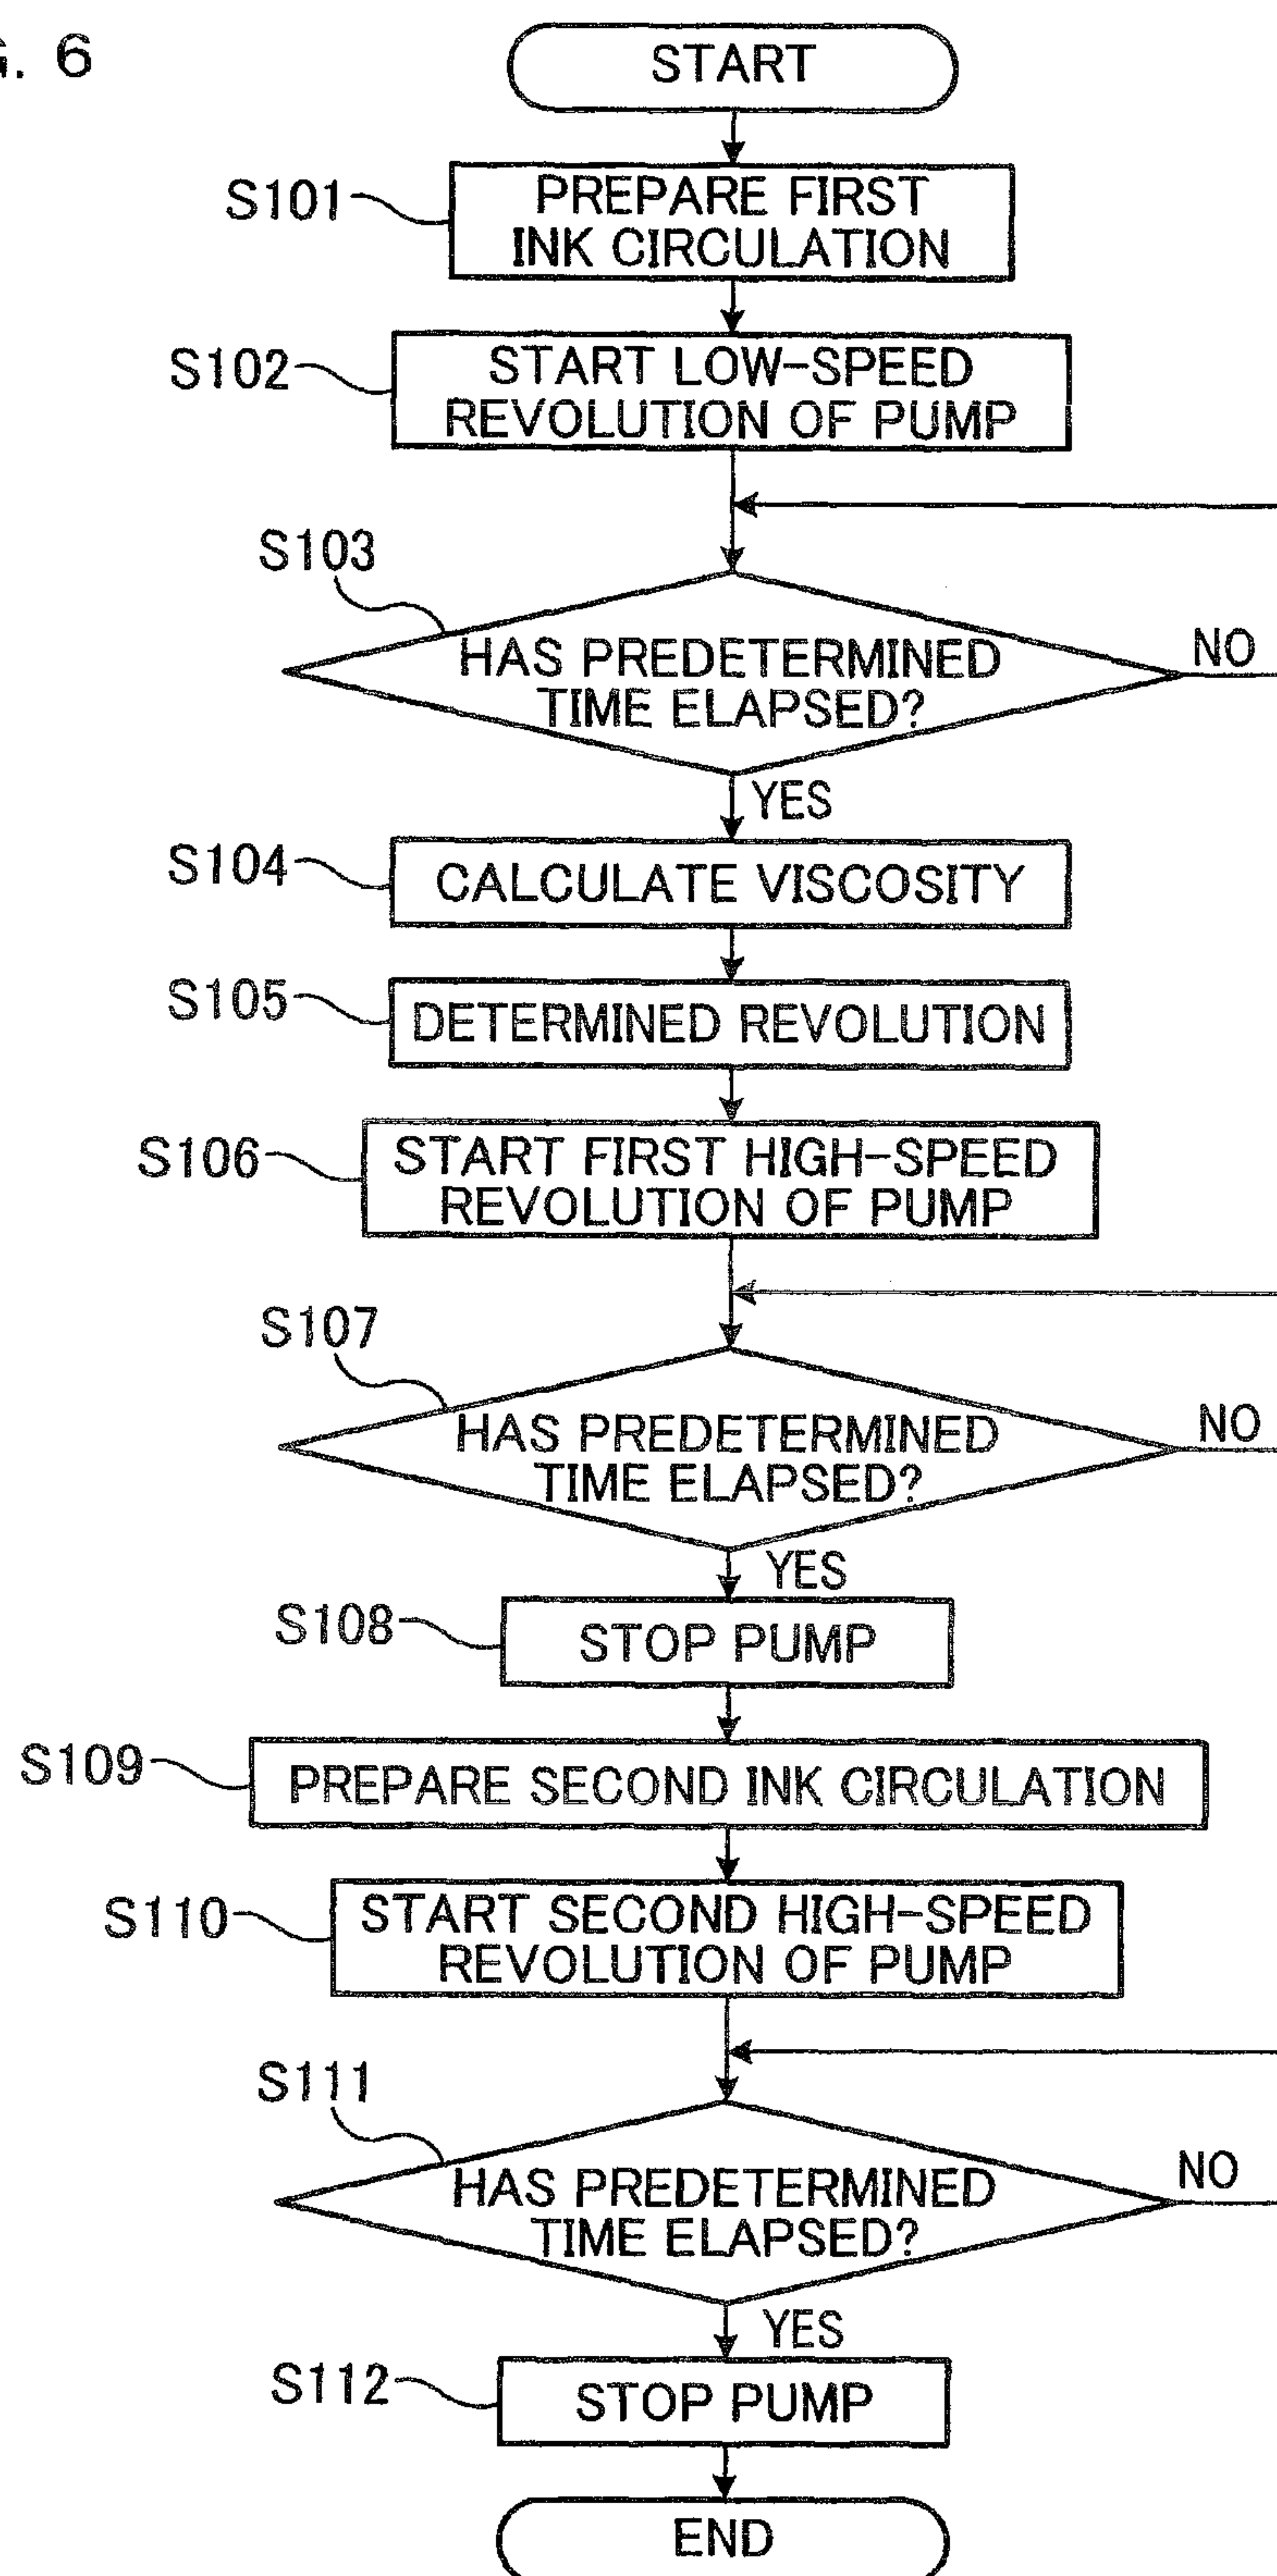 G. 6
START
S101
PREPARE FIRST
INK CIRCULATION
S102
START LOW-SPEED
REVOLUTION OF PUMP
S103
HAS PREDETERMINED
TIME ELAPSED?
NO
YES
S104
CALCULATE VISCOSITY
S105
DETERMINED REVOLUTION
S106
START FIRST HIGH-SPEED
REVOLUTION OF PUMP
S107
HAS PREDETERMINED
TIME ELAPSED?
NO
YES
S108
STOP PUMP
S109
PREPARE SECOND INK CIRCULATION
S110
START SECOND HIGH-SPEED
REVOLUTION OF PUMP
S111
HAS PREDETERMINED
TIME ELAPSED?
NO
YES
S112
STOP PUMP
END